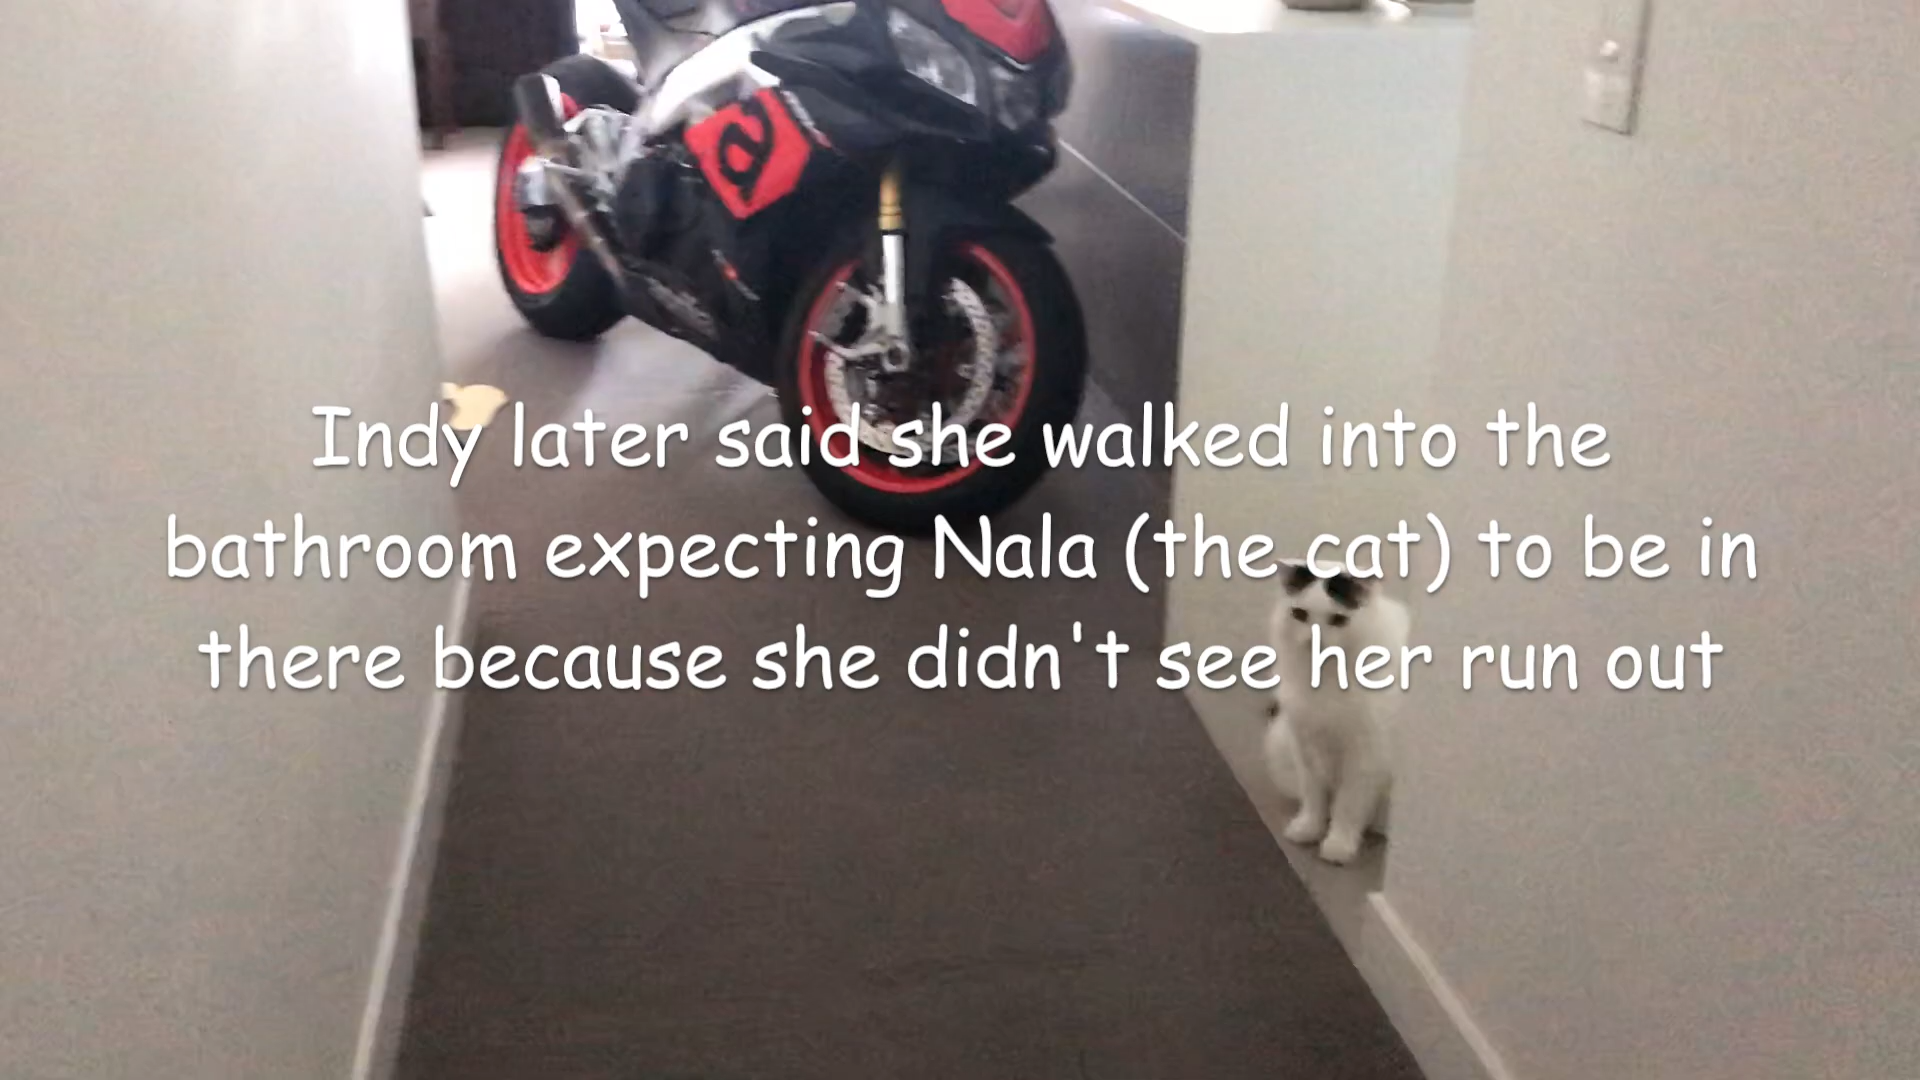 Indy later said she walked into the
bathroom expecting Nala (the cat) to be in
there because she didn't see her run out